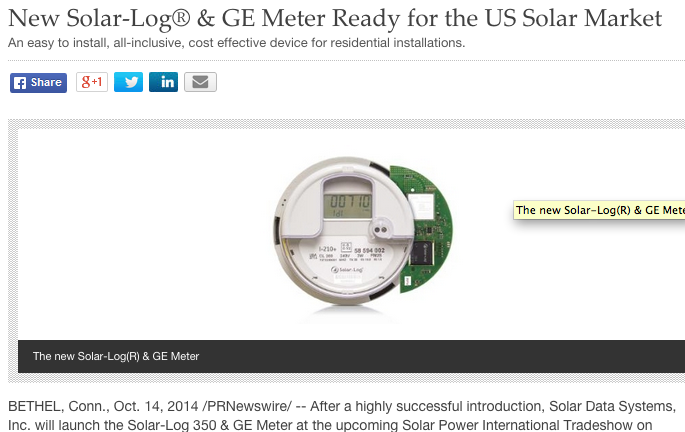 New Solar-Log® & GE Meter Ready for the US Solar Market
An easy to install, all-inclusive, cost effective device for residential installations.
Share
g+1
in
00710
The new Solar-Log(R) & GE Mete
I-210+
58 594 552
CL 200 240V 3W
Solar-Log
The new Solar-Log(R) & GE Meter
BETHEL, Conn., Oct. 14, 2014 /PRNewswire/ -- After a highly successful introduction, Solar Data Systems,
Inc. will launch the Solar-Log 350 & GE Meter at the upcoming Solar Power International Tradeshow on